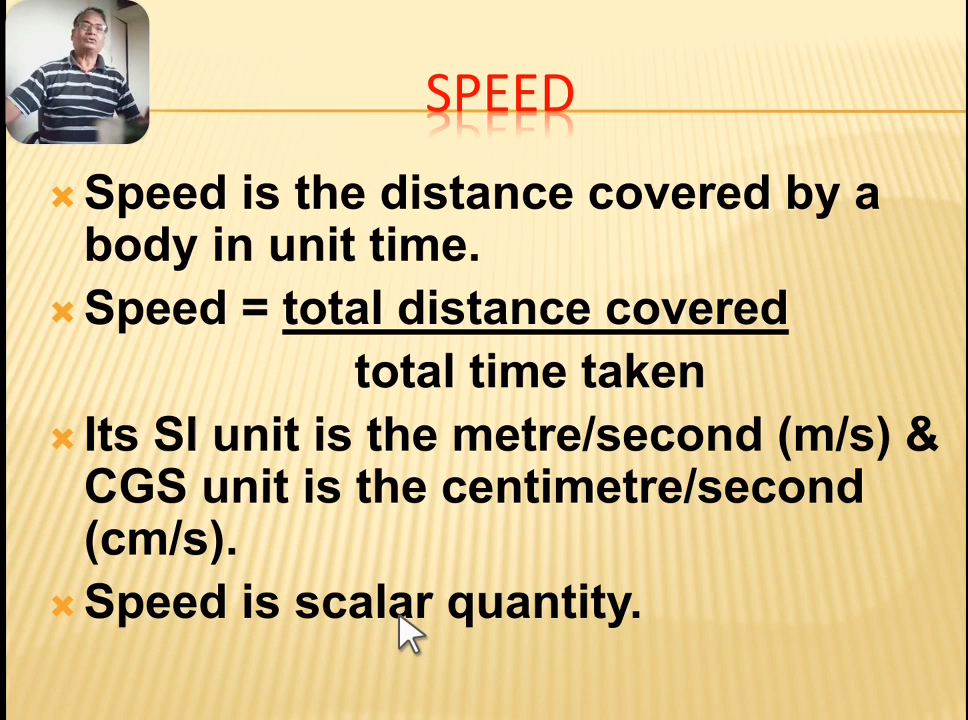 SPEED
Speed is the distance covered by a
body in unit time.
Speed = total distance covered
total time taken
Its SI unit is the metre/second (m/s) &
CGS unit is the centimetre/second
(cm/s).
Speed is scalar quantity.